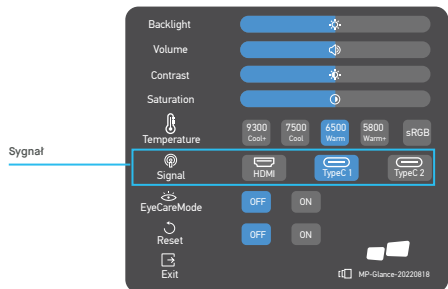 Backlight
Volume
Contrast
Saturation
Temperature
9300 7500 6500 5800 sRGB
Cool+ Cool Warm Warm+
Sygnał
Signal
HDMI TypeC 1 TypeC 2
EyeCareMode OFF ON
Reset OFF ON
Exit
MP-Glance-20220818